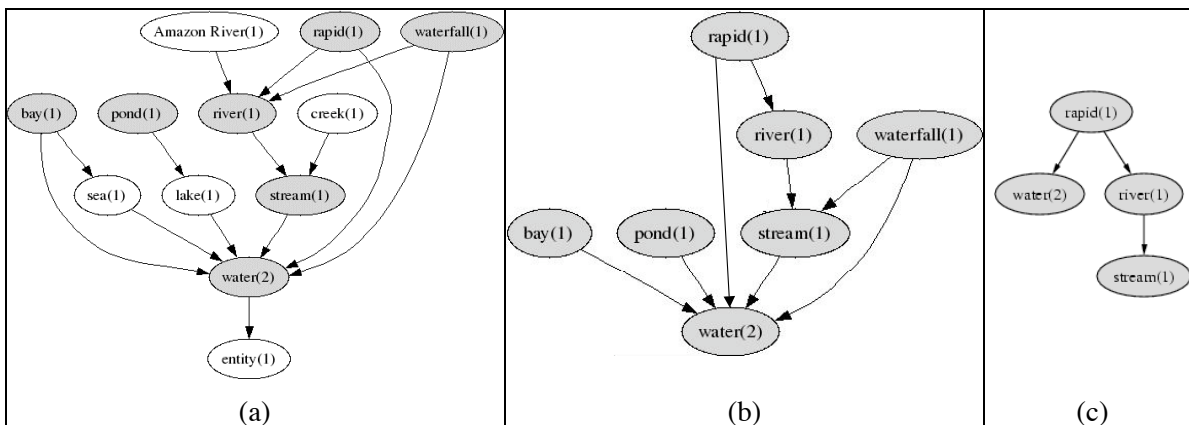 Amazon River(1) rapid(1) waterfall(1)
bay(1) pond(1) river(1) creek(1)
sea(1) lake(1) stream(1)
water(2)
entity(1)
(a)
rapid(1)
river(1) waterfall(1)
bay(1) pond(1) stream(1)
water(2)
(b)
rapid(1)
water(2) river(1)
stream(1)
(c)